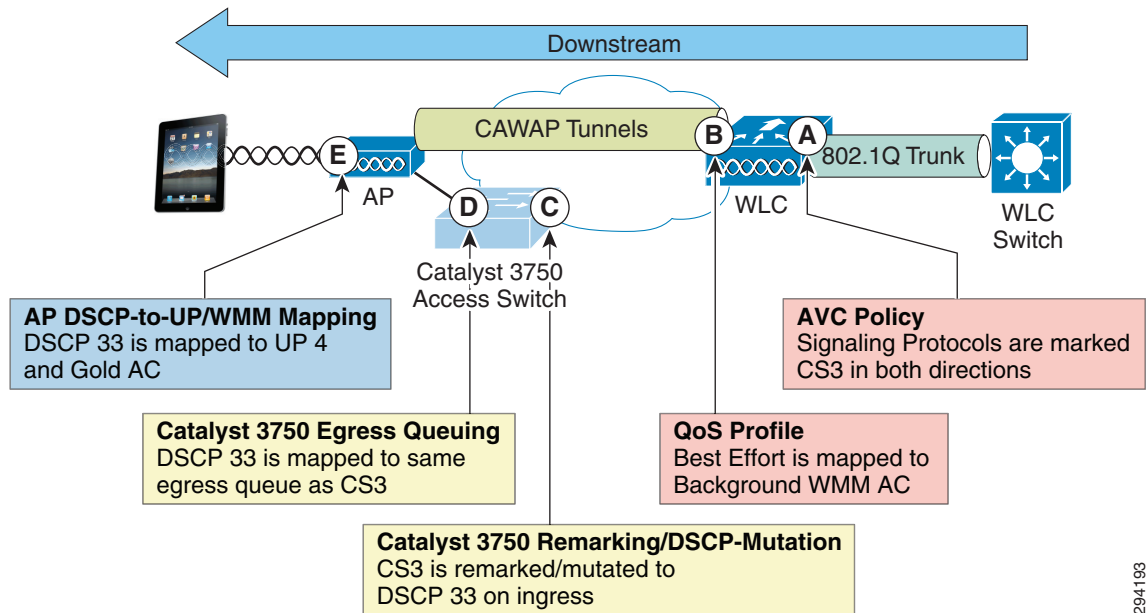 Downstream
CAWAP Tunnels
B
A
802.1Q Trunk
E
AP
WLC
WLC
Switch
D
C
Catalyst 3750
Access Switch
AP DSCP-to-UP/WMM Mapping
DSCP 33 is mapped to UP 4
and Gold AC
AVC Policy
Signaling Protocols are marked
CS3 in both directions
Catalyst 3750 Egress Queuing
DSCP 33 is mapped to same
egress queue as CS3
QoS Profile
Best Effort is mapped to
Background WMM AC
Catalyst 3750 Remarking/DSCP-Mutation
CS3 is remarked/mutated to
DSCP 33 on ingress
294193